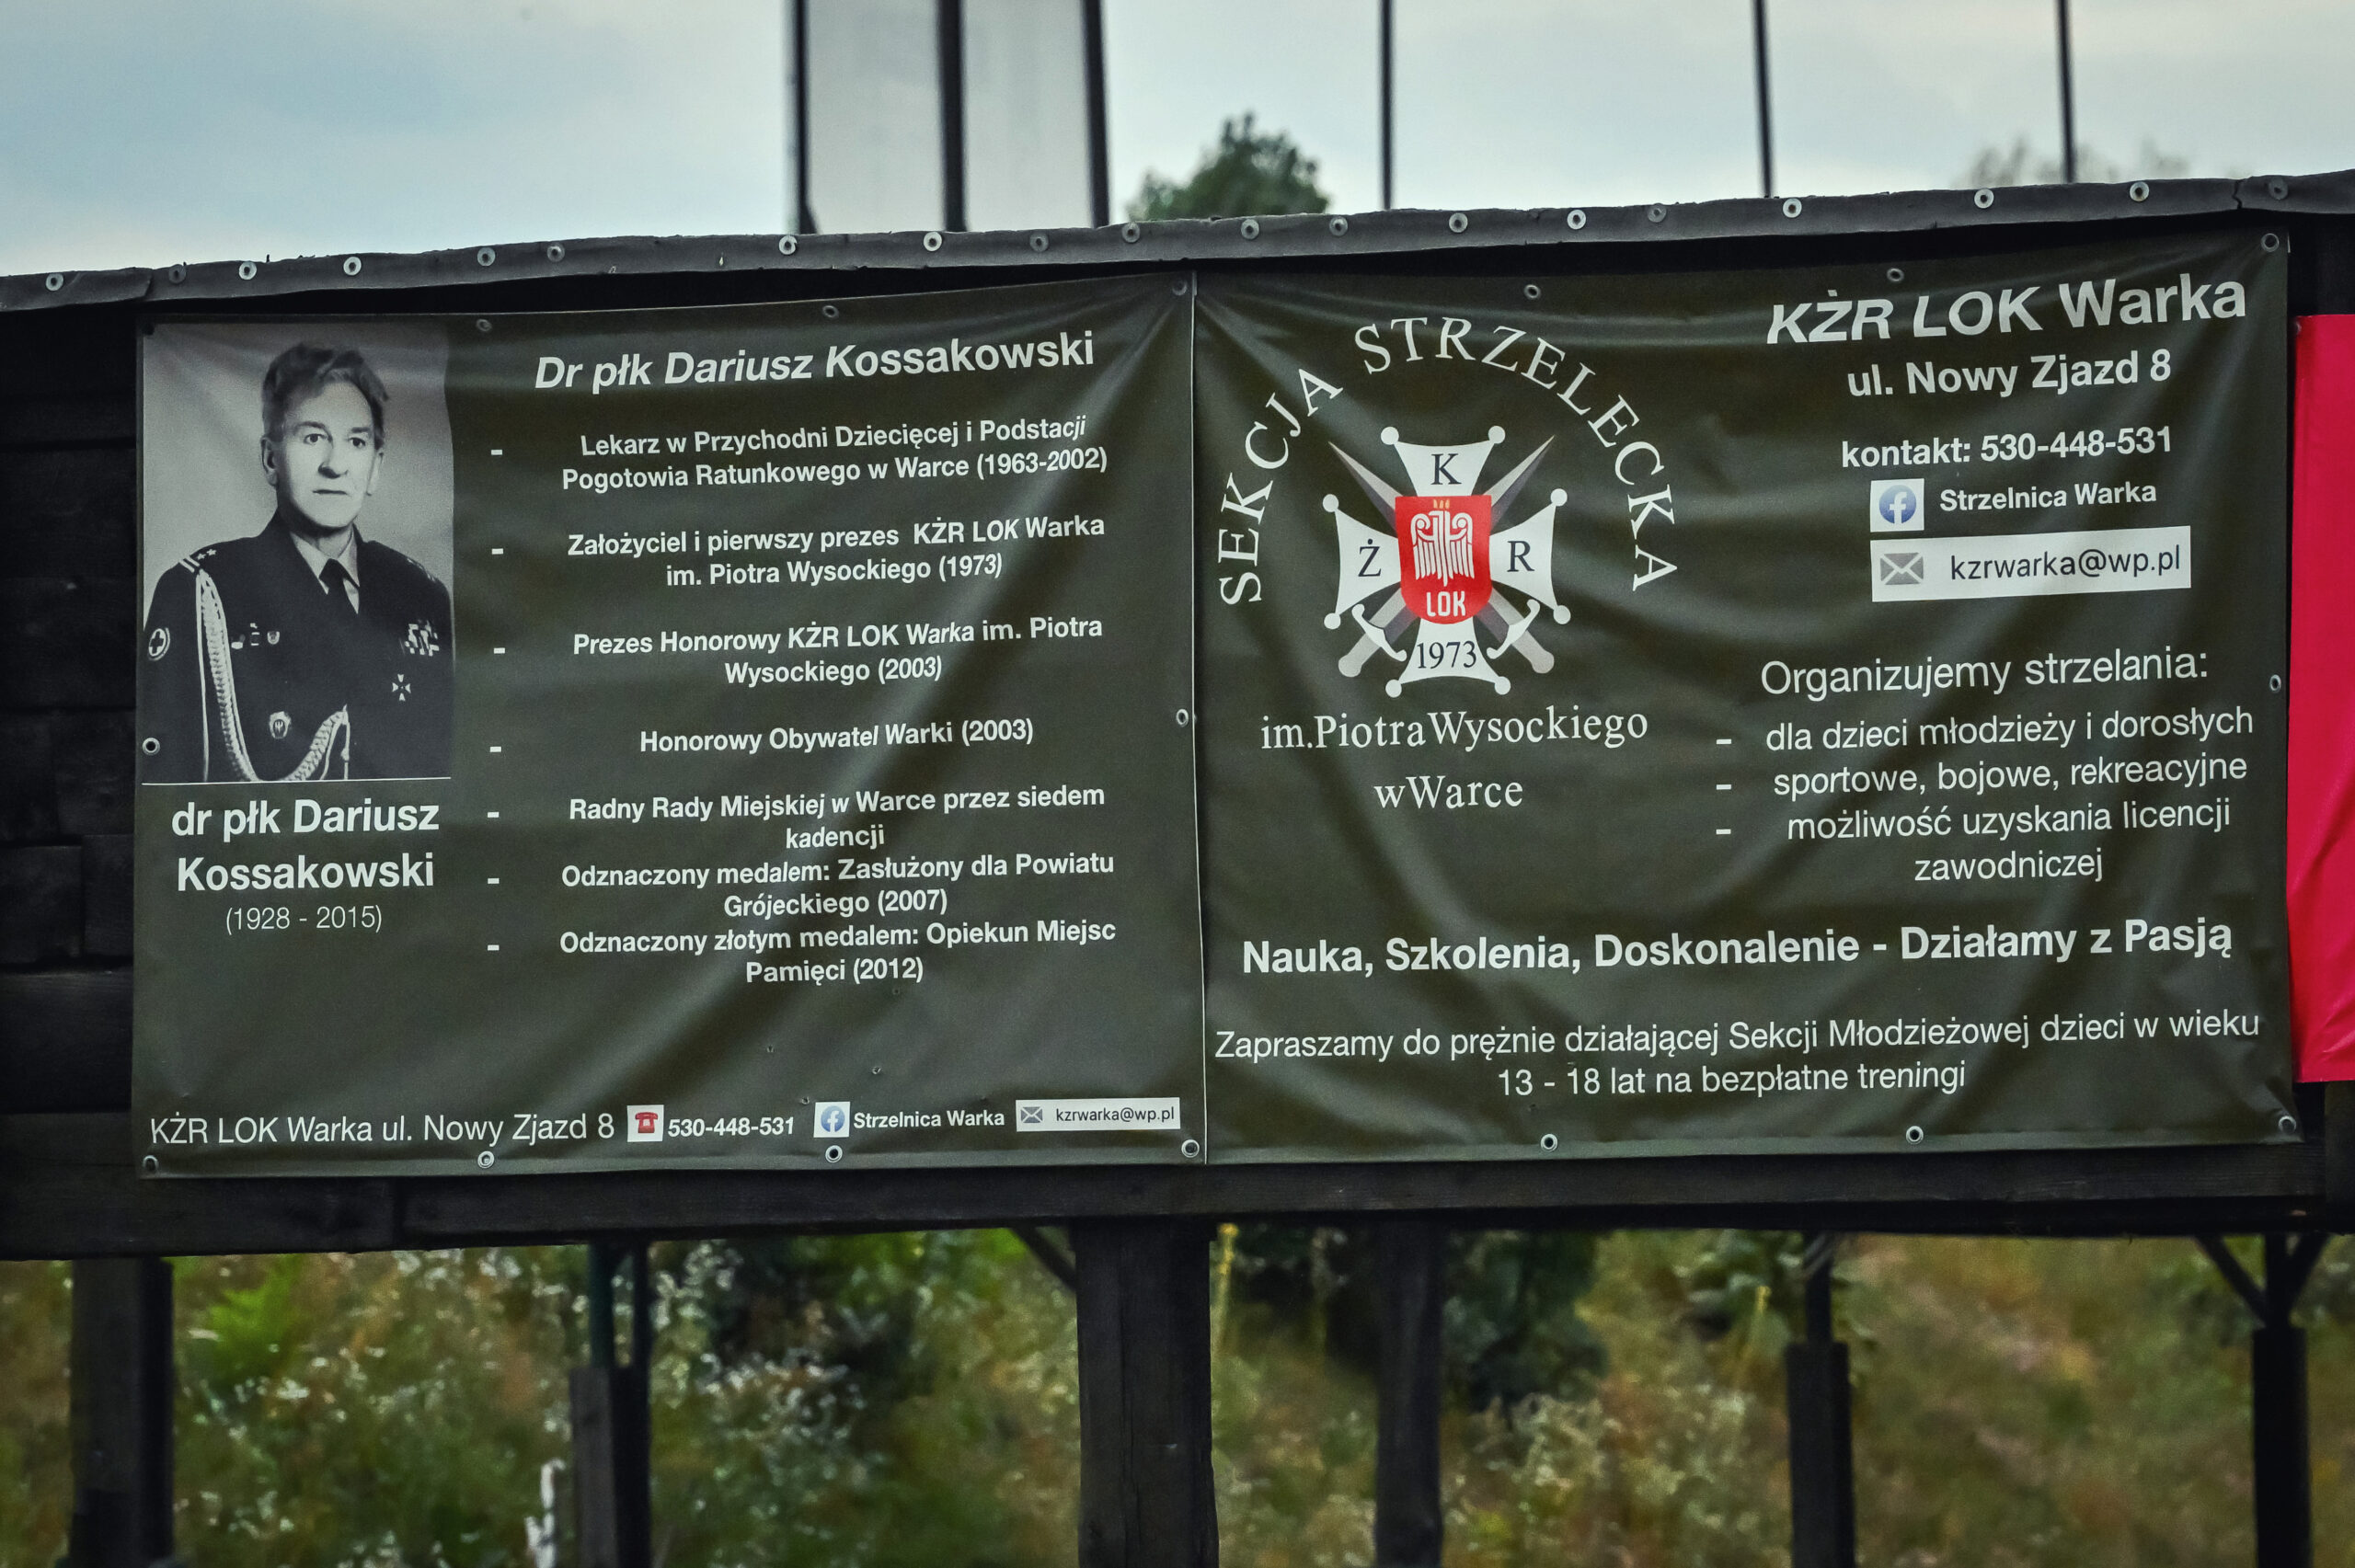 Dr płk Dariusz Kossakowski
- Lekarz w Przychodni Dziecięcej i Podstacji
Pogotowia Ratunkowego w Warce (1963-2002)
- Założyciel i pierwszy prezes KŻR LOK Warka
im. Piotra Wysockiego (1973)
- Prezes Honorowy KŻR LOK Warka im. Piotra
Wysockiego (2003)
- Honorowy Obywatel Warki (2003)
- Radny Rady Miejskiej w Warce przez siedem
kadencji
- Odznaczony medalem: Zasłużony dla Powiatu
Grójeckiego (2007)
- Odznaczony złotym medalem: Opiekun Miejsc
Pamięci (2012)
dr płk Dariusz
Kossakowski
(1928 - 2015)
KŻR LOK Warka ul. Nowy Zjazd 8 530-448-531 Strzelnica Warka kzrwarka@wp.pl
SEKCJA STRZELECKA
K
Ż R
LOK
1973
im.Piotra Wysockiego
wWarce
KŻR LOK Warka
ul. Nowy Zjazd 8
kontakt: 530-448-531
Strzelnica Warka
kzrwarka@wp.pl
Organizujemy strzelania:
- dla dzieci młodzieży i dorosłych
- sportowe, bojowe, rekreacyjne
- możliwość uzyskania licencji
zawodniczej
Nauka, Szkolenia, Doskonalenie - Działamy z Pasją
Zapraszamy do prężnie działającej Sekcji Młodzieżowej dzieci w wieku
13 - 18 lat na bezpłatne treningi